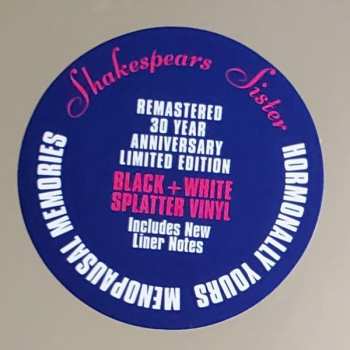 Shakespears Sister
REMASTERED
30 YEAR
ANNIVERSARY
LIMITED EDITION
BLACK + WHITE
SPLATTER VINYL
Includes New
Liner Notes
HORMONALLY YOURS MENOPAUSAL MEMORIES